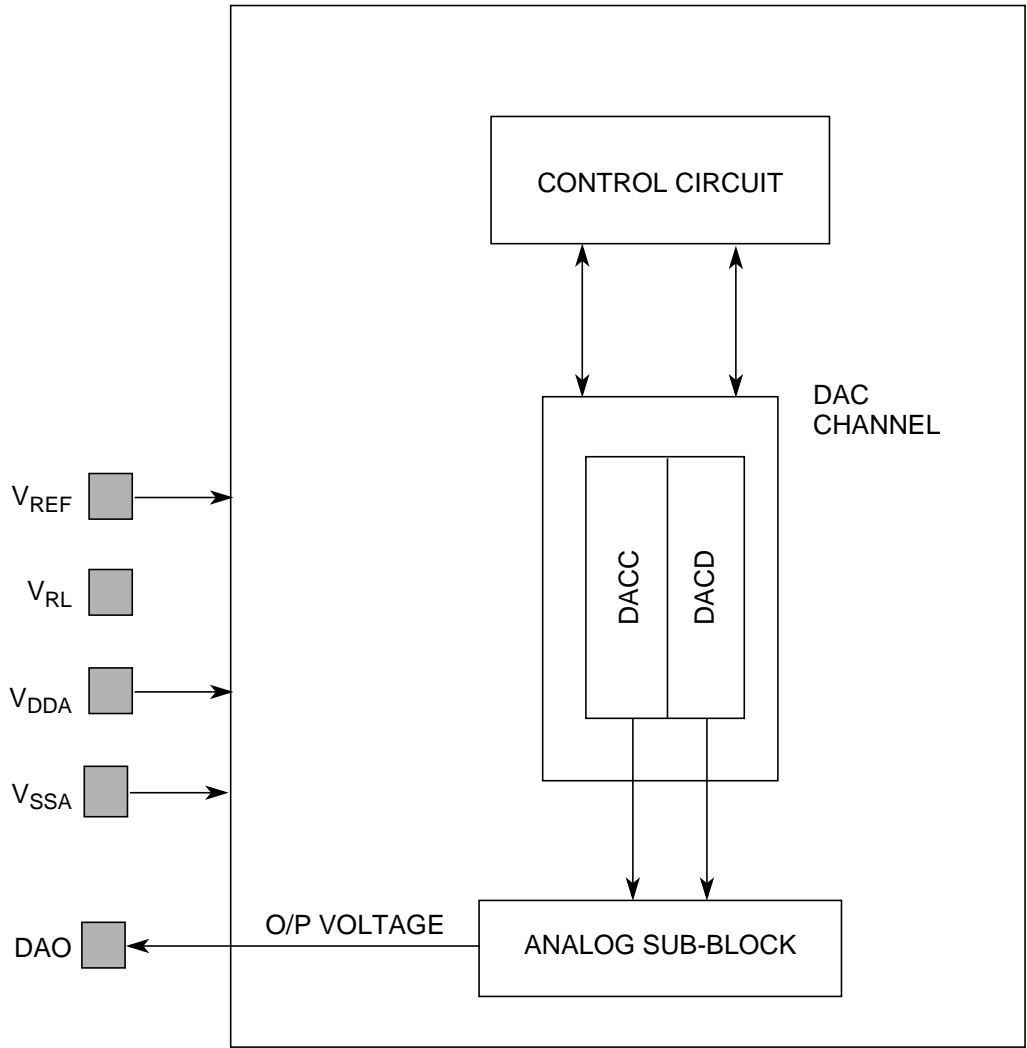 CONTROL CIRCUIT
DAC
CHANNEL
VREF
VRL
VDDA
VSSA
DACC
DACD
O/P VOLTAGE
DAO
ANALOG SUB-BLOCK